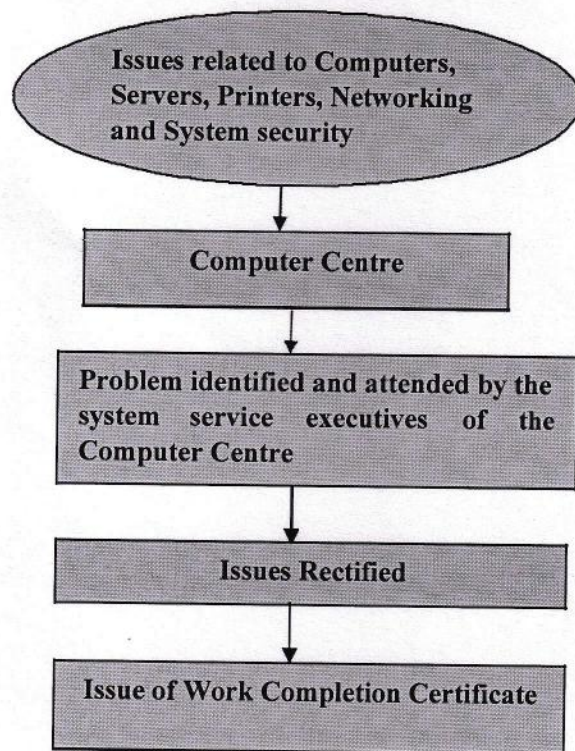 Issues related to Computers,
Servers, Printers, Networking
and System security
Computer Centre
Problem identified and attended by the
system service executives of the
Computer Centre
Issues Rectified
Issue of Work Completion Certificate